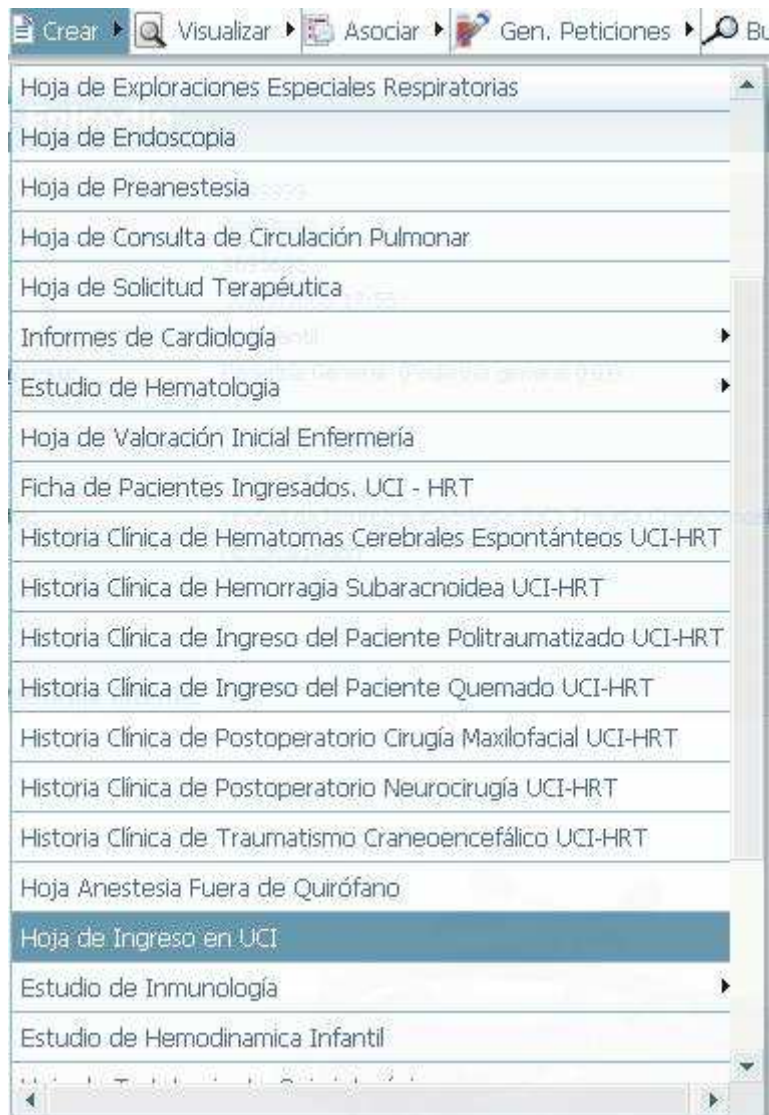 Crear Visualizar Asociar Gen. Peticiones Bu
Hoja de Exploraciones Especiales Respiratorias
Hoja de Endoscopia
Hoja de Preanestesia
Hoja de Consulta de Circulación Pulmonar
Hoja de Solicitud Terapéutica
Informes de Cardiología
Estudio de Hematologia
Hoja de Valoración Inicial Enfermería
Ficha de Pacientes Ingresados. UCI - HRT
Historia Clínica de Hematomas Cerebrales Espontánteos UCI-HRT
Historia Clínica de Hemorragia Subaracnoidea UCI-HRT
Historia Clínica de Ingreso del Paciente Politraumatizado UCI-HRT
Historia Clínica de Ingreso del Paciente Quemado UCI-HRT
Historia Clínica de Postoperatorio Cirugía Maxilofacial UCI-HRT
Historia Clínica de Postoperatorio Neurocirugía UCI-HRT
Historia Clínica de Traumatismo Craneoencefálico UCI-HRT
Hoja Anestesia Fuera de Quirófano
Hoja de Ingreso en UCI
Estudio de Inmunología
Estudio de Hemodinamica Infantil